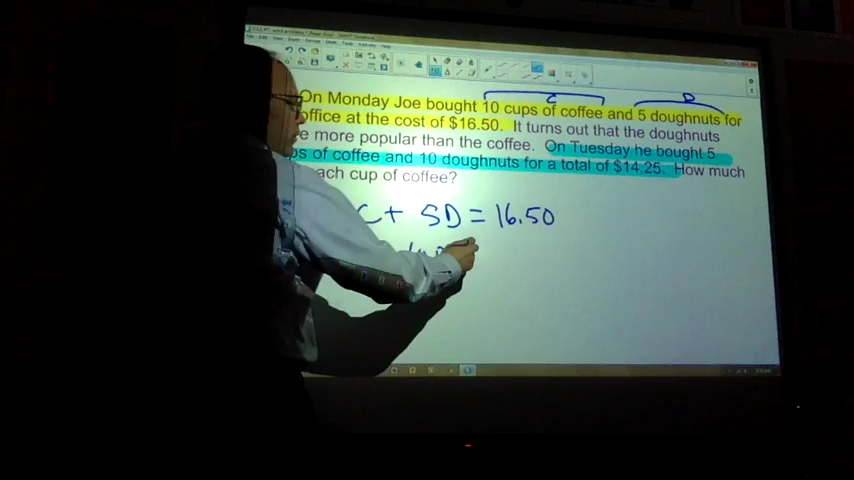 C D
On Monday Joe bought 10 cups of coffee and 5 doughnuts for
office at the cost of $16.50. It turns out that the doughnuts
e more popular than the coffee. On Tuesday he bought 5
ps of coffee and 10 doughnuts for a total of $14.25. How much
ach cup of coffee?
C + 5D = 16.50